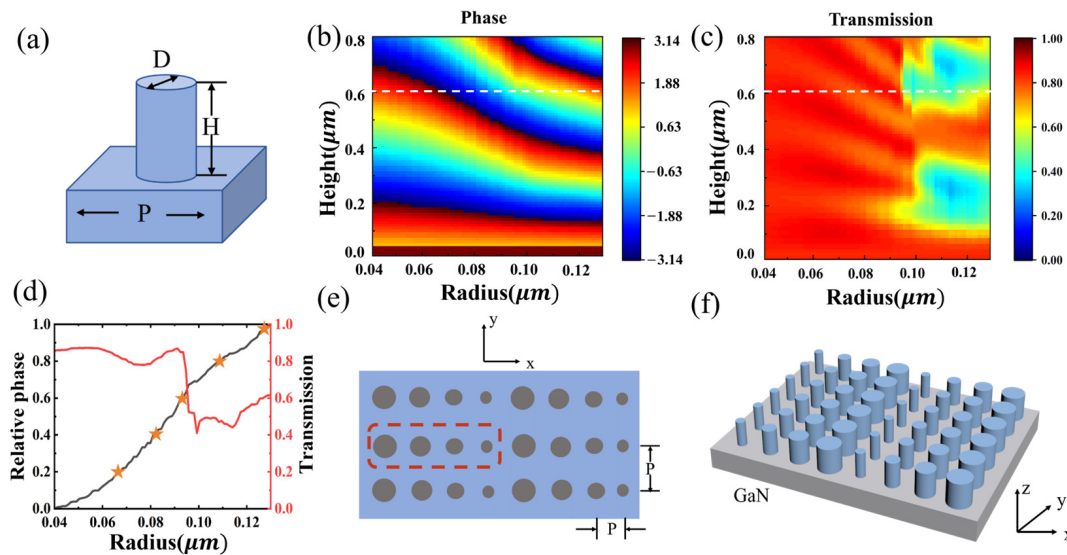 (a)
D
H
P
(b)
Phase
Height(μm)
0.8
0.6
0.4
0.2
0.0
0.04 0.06 0.08 0.10 0.12
Radius(μm)
3.14
1.88
0.63
−0.63
−1.88
−3.14
(c)
Transmission
Height(μm)
0.8
0.6
0.4
0.2
0.0
0.04 0.06 0.08 0.10 0.12
Radius(μm)
1.00
0.80
0.60
0.40
0.20
0.00
(d)
Relative phase
1.0
0.8
0.6
0.4
0.2
0.0
0.04 0.06 0.08 0.10 0.12
Radius(μm)
1.0
0.8
0.6
0.4
0.2
0.0
Transmission
(e)
y
x
P
P
(f)
GaN
z
y
x